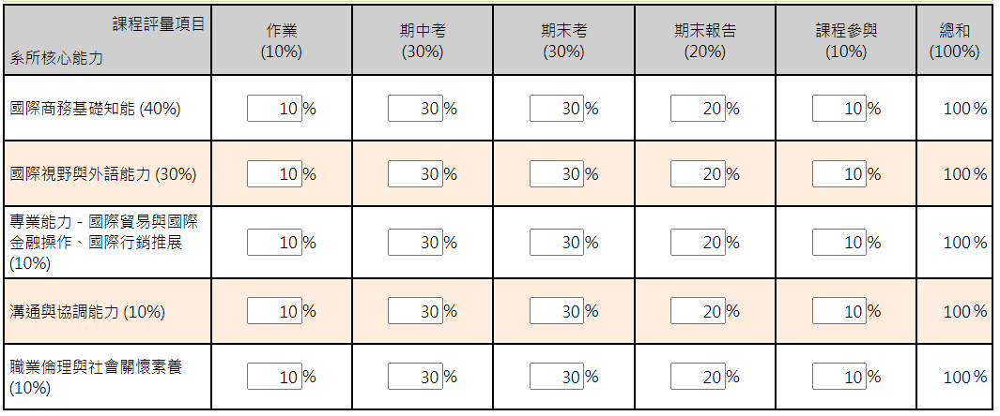 課程評量項目
系所核心能力
作業
(10%)
期中考
(30%)
期末考
(30%)
期末報告
(20%)
課程參與
(10%)
總和
(100%)
國際商務基礎知能 (40%)
10 %
30 %
30 %
20 %
10 %
100 %
國際視野與外語能力 (30%)
10 %
30 %
30 %
20 %
10 %
100 %
專業能力 - 國際貿易與國際
金融操作、國際行銷推展
(10%)
10 %
30 %
30 %
20 %
10 %
100 %
溝通與協調能力 (10%)
10 %
30 %
30 %
20 %
10 %
100 %
職業倫理與社會關懷素養
(10%)
10 %
30 %
30 %
20 %
10 %
100 %